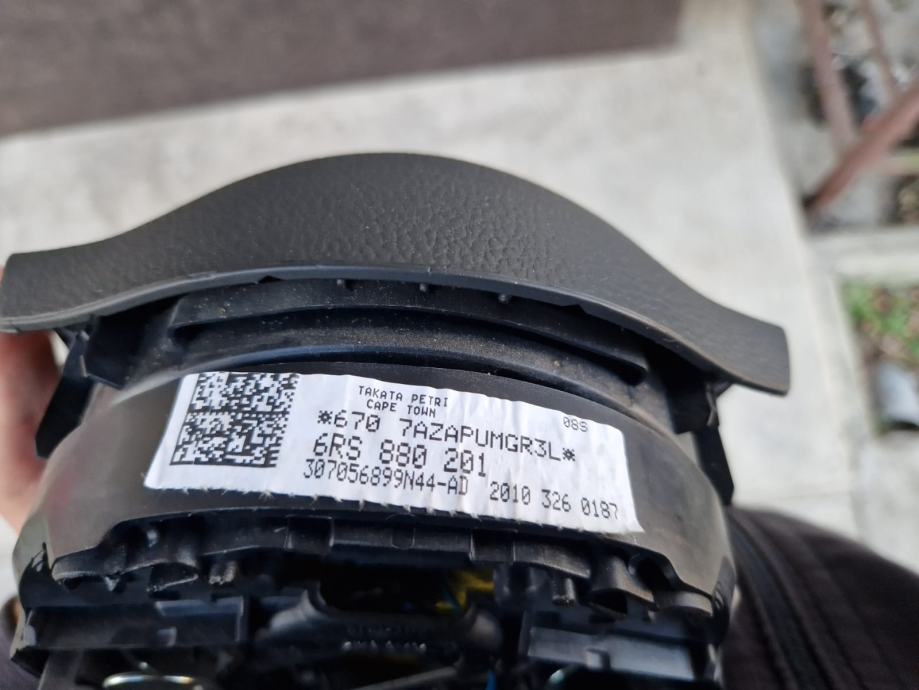 TAKATA PETRI
CAPE TOWN
08S
*670 7AZAPUMGR3L*
6RS 880 201
307056899N44-AD 2010 326 0187